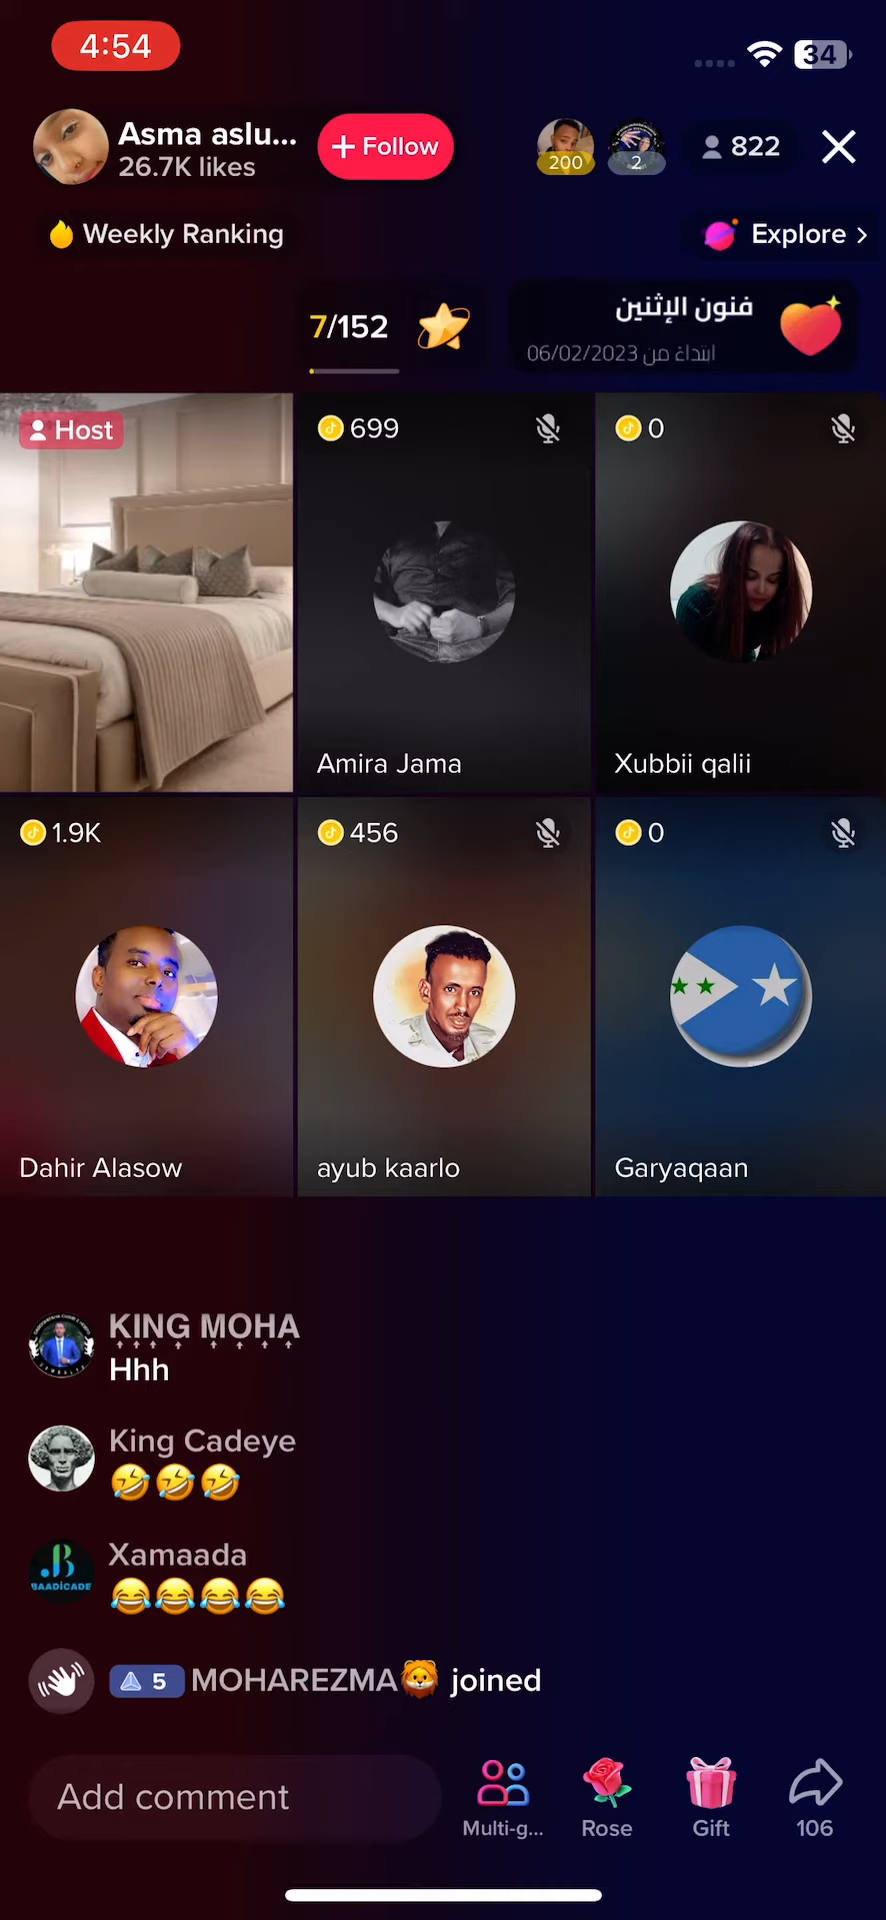 4:54
34
Asma aslu...
26.7K likes
+ Follow
200
2
822
Weekly Ranking
Explore >
7/152
فنون الإثنين
ابتداءً من 06/02/2023
Host
699
0
Amira Jama
Xubbii qalii
1.9K
456
0
Dahir Alasow
ayub kaarlo
Garyaqaan
KING MOHA
Hhh
King Cadeye
🤣🤣🤣
Xamaada
😂😂😂😂
BAADiCADE
5 MOHAREZMA🦁 joined
Add comment
Multi-g...
Rose
Gift
106